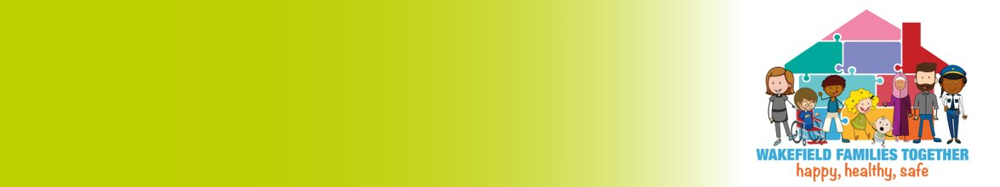 WAKEFIELD FAMILIES TOGETHER
happy, healthy, safe